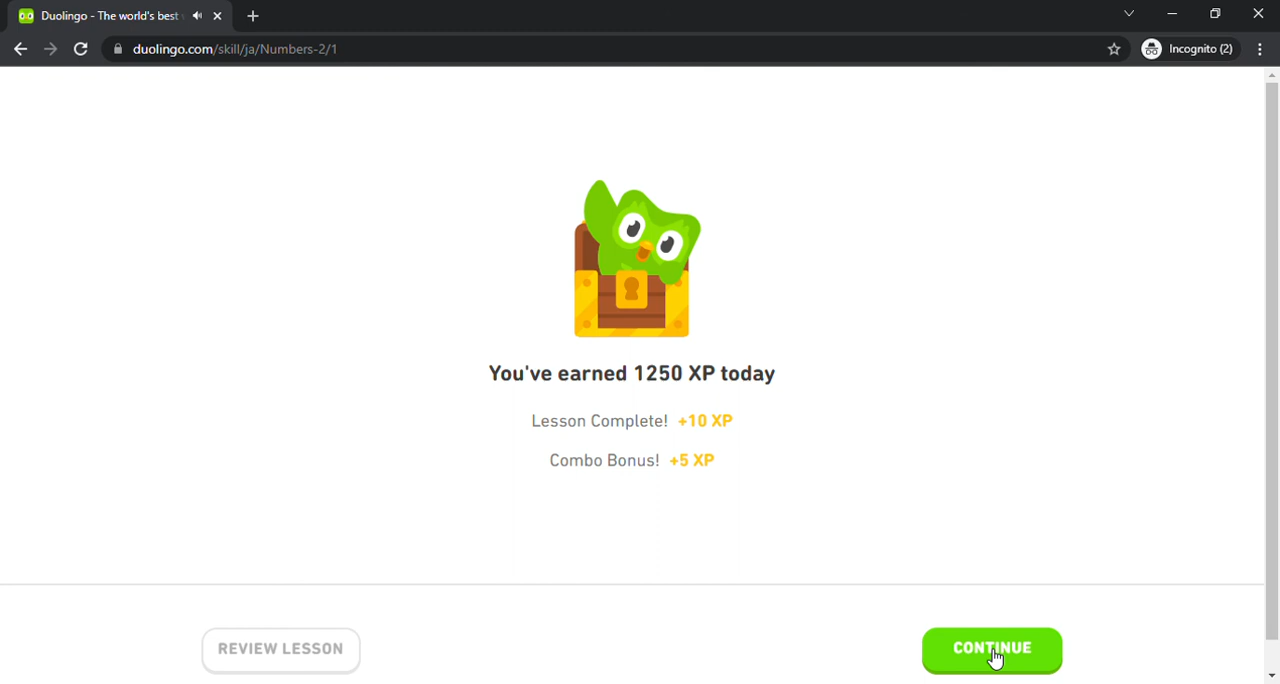 Duolingo - The world's best
duolingo.com/skill/ja/Numbers-2/1
Incognito (2)
You've earned 1250 XP today
Lesson Complete! +10 XP
Combo Bonus! +5 XP
REVIEW LESSON
CONTINUE